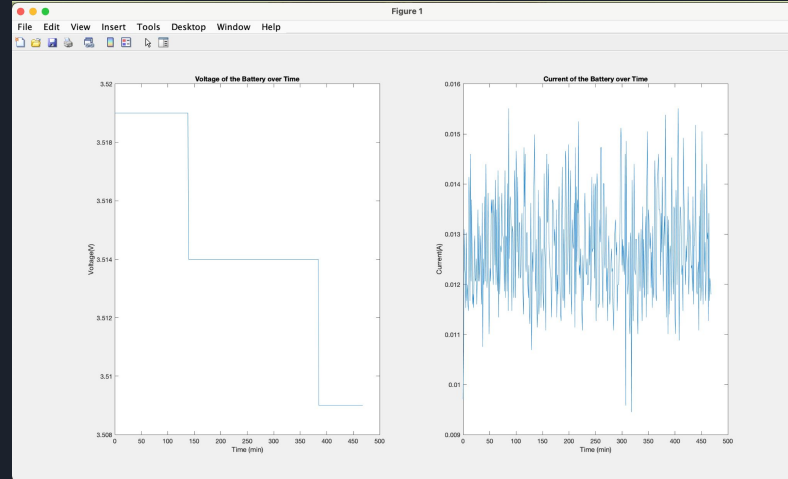 Figure 1
File Edit View Insert Tools Desktop Window Help
Voltage of the Battery over Time
3.52
3.518
3.516
3.514
3.512
3.51
3.508
Voltage(V)
0 50 100 150 200 250 300 350 400 450 500
Time (min)
Current of the Battery over Time
0.016
0.015
0.014
0.013
0.012
0.011
0.01
0.009
Current(A)
0 50 100 150 200 250 300 350 400 450 500
Time (min)